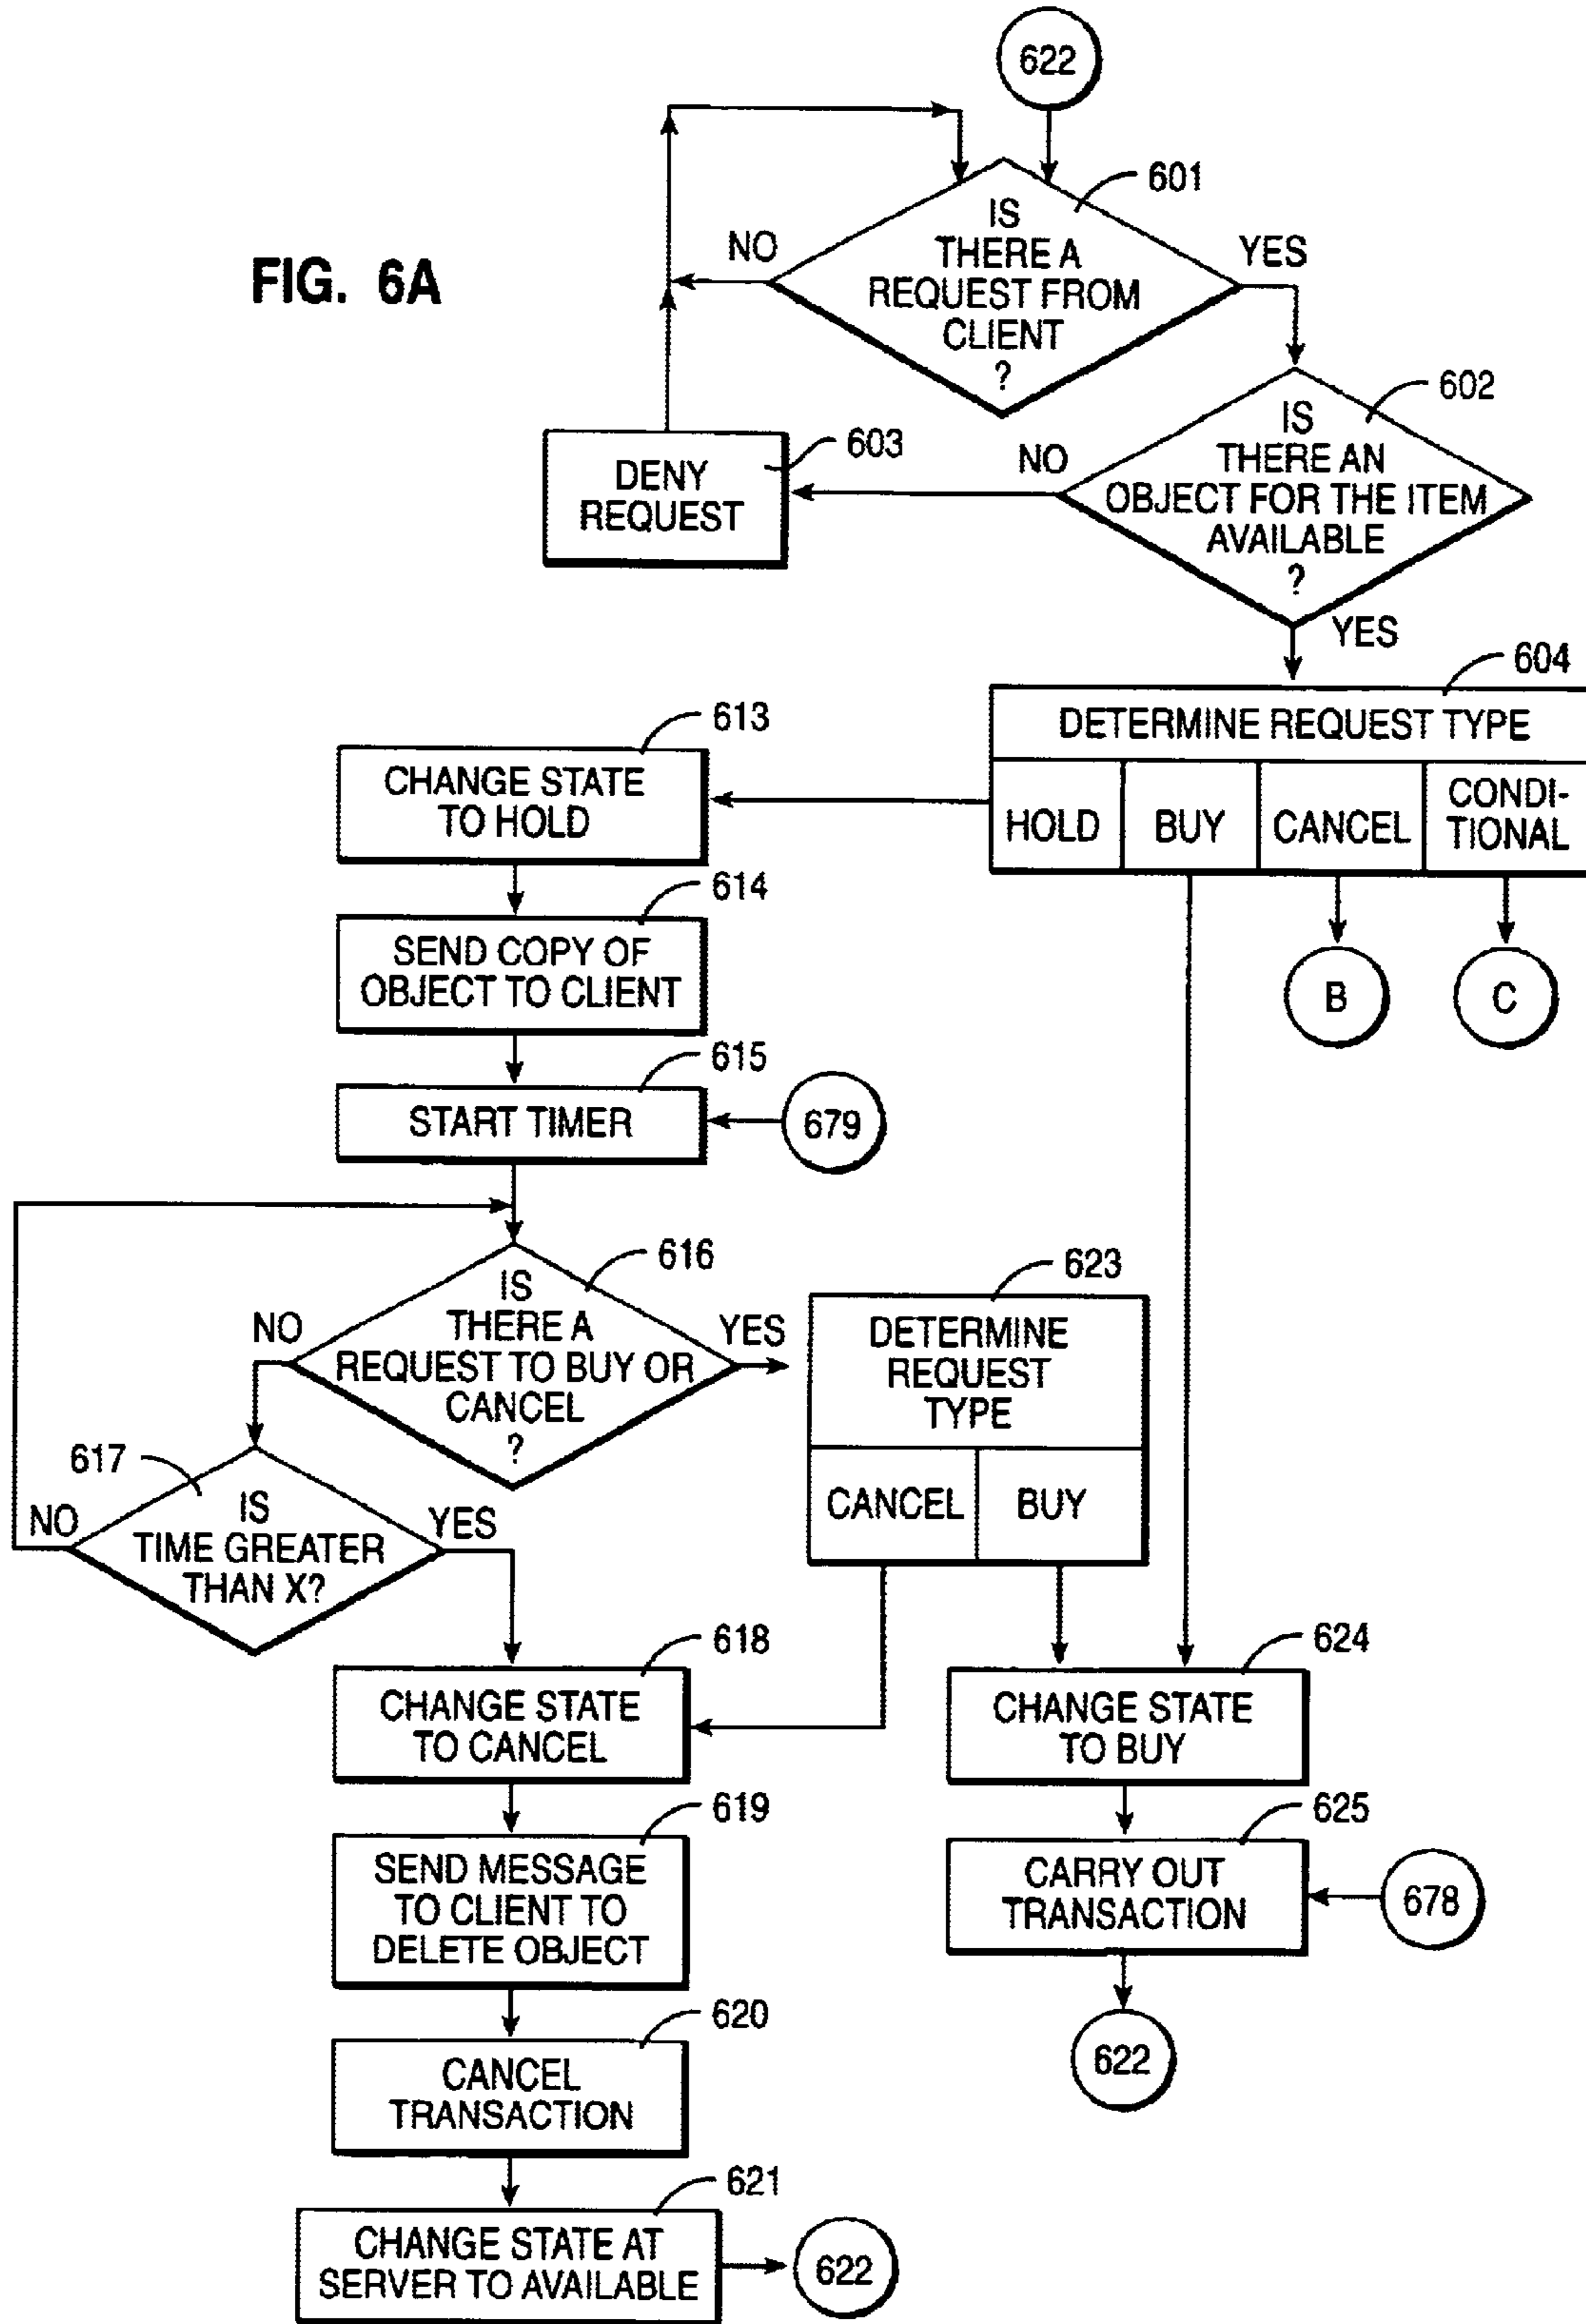 622
601
IS
THERE A
REQUEST FROM
CLIENT
?
NO
YES
FIG. 6A
602
IS
THERE AN
OBJECT FOR THE ITEM
AVAILABLE
?
NO
YES
603
DENY
REQUEST
604
DETERMINE REQUEST TYPE
HOLD
BUY
CANCEL
CONDI-
TIONAL
B
C
613
CHANGE STATE
TO HOLD
614
SEND COPY OF
OBJECT TO CLIENT
615
START TIMER
679
616
IS
THERE A
REQUEST TO BUY OR
CANCEL
?
NO
YES
623
DETERMINE
REQUEST
TYPE
CANCEL
BUY
617
IS
TIME GREATER
THAN X?
NO
YES
618
CHANGE STATE
TO CANCEL
624
CHANGE STATE
TO BUY
619
SEND MESSAGE
TO CLIENT TO
DELETE OBJECT
625
CARRY OUT
TRANSACTION
678
622
620
CANCEL
TRANSACTION
621
CHANGE STATE AT
SERVER TO AVAILABLE
622